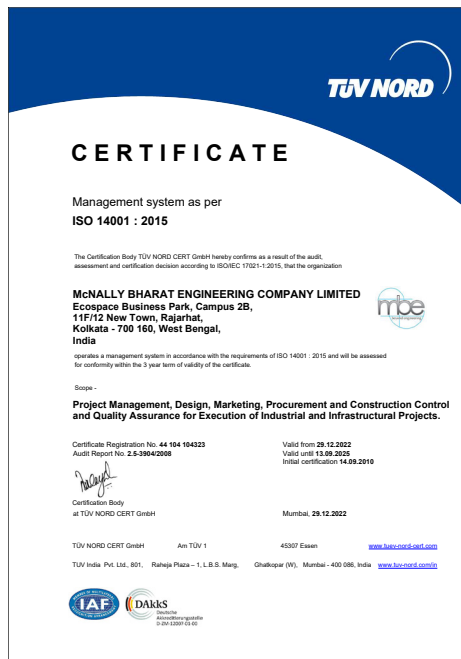 TÜV NORD
CERTIFICATE
Management system as per
ISO 14001 : 2015
The Certification Body TÜV NORD CERT GmbH hereby confirms as a result of the audit,
assessment and certification decision according to ISO/IEC 17021-1:2015, that the organization
McNALLY BHARAT ENGINEERING COMPANY LIMITED
Ecospace Business Park, Campus 2B,
11F/12 New Town, Rajarhat,
Kolkata - 700 160, West Bengal,
India
mbe
operates a management system in accordance with the requirements of ISO 14001 : 2015 and will be assessed
for conformity within the 3 year term of validity of the certificate.
Scope -
Project Management, Design, Marketing, Procurement and Construction Control
and Quality Assurance for Execution of Industrial and Infrastructural Projects.
Certificate Registration No. 44 104 104323
Audit Report No. 2.5-3904/2008
Valid from 29.12.2022
Valid until 13.09.2025
Initial certification 14.09.2010
Certification Body
at TÜV NORD CERT GmbH
Mumbai, 29.12.2022
TÜV NORD CERT GmbH Am TÜV 1 45307 Essen www.tuev-nord-cert.com
TUV India Pvt. Ltd., 801, Raheja Plaza – 1, L.B.S. Marg, Ghatkopar (W), Mumbai - 400 086, India www.tuv-nord.com/in
IAF
DAkkS
Deutsche
Akkreditierungsstelle
D-ZM-12007-01-00